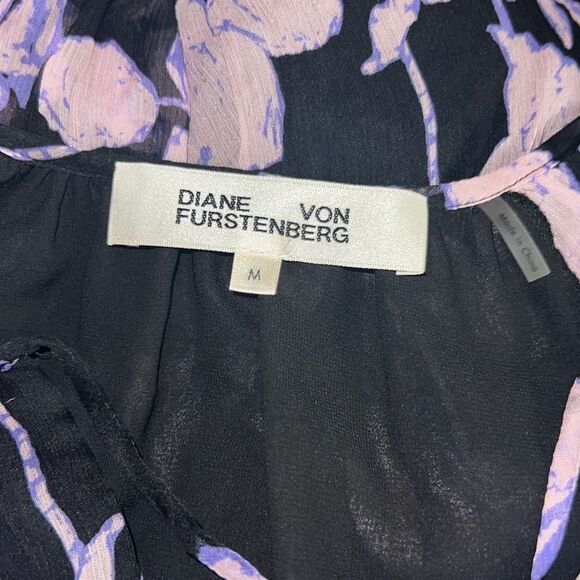 DIANE VON
FURSTENBERG
M
Made in China